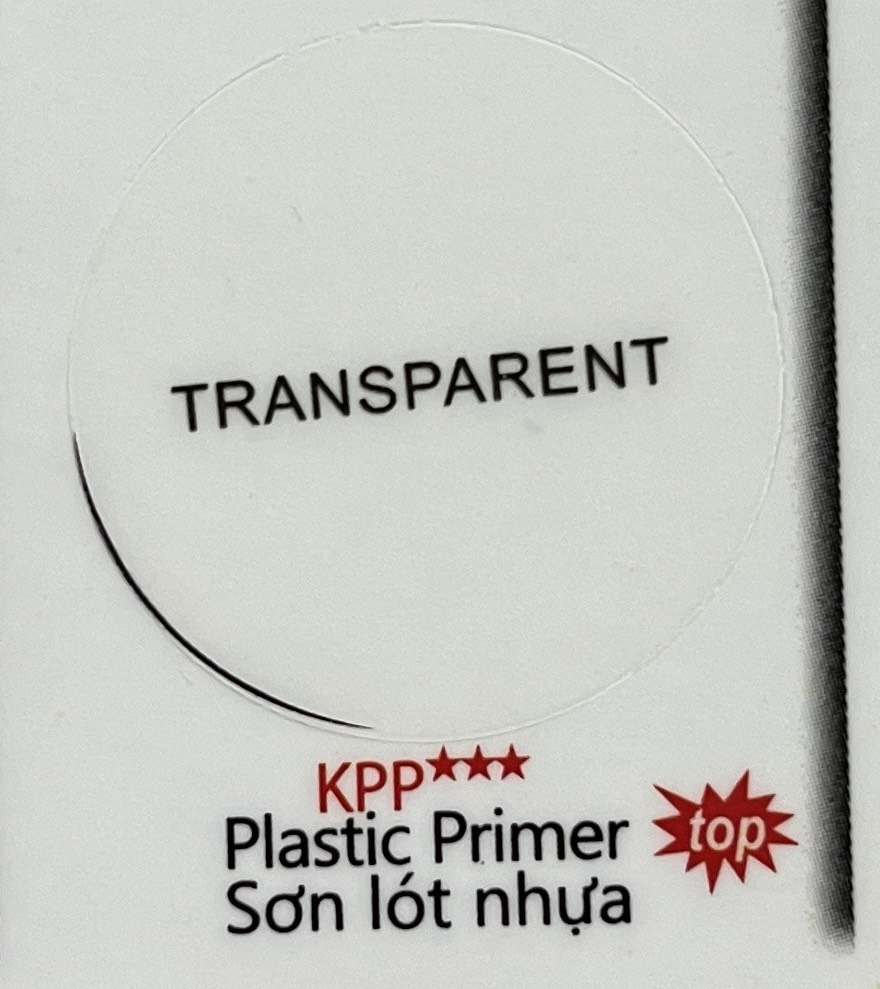 TRANSPARENT
KPP★★★
Plastic Primer
top
Sơn lót nhựa